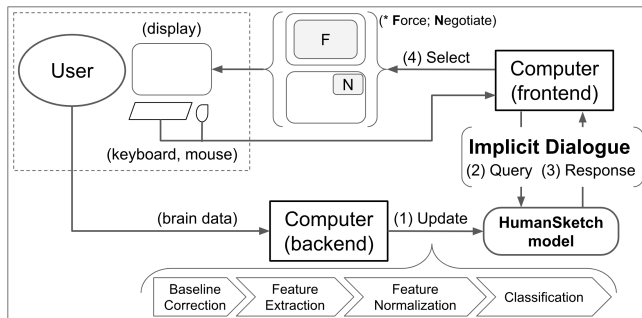 (display)
User
(keyboard, mouse)
F
N
(* Force; Negotiate)
(4) Select
Computer
(frontend)
Implicit Dialogue
(2) Query (3) Response
HumanSketch
model
(brain data)
Computer
(backend)
(1) Update
Baseline
Correction
Feature
Extraction
Feature
Normalization
Classification